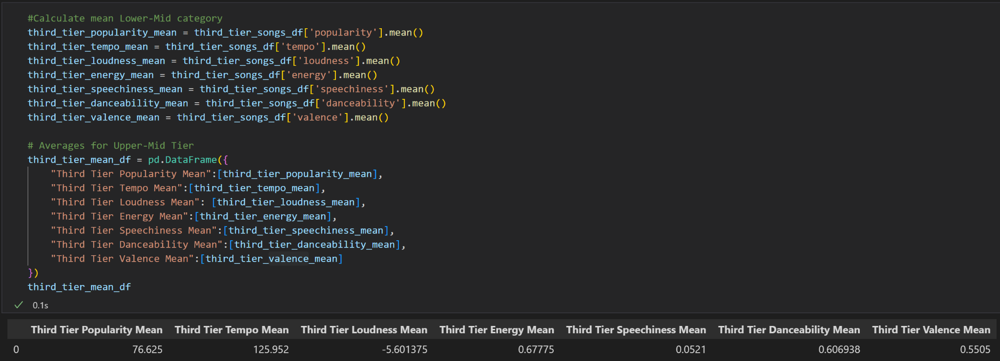 #Calculate mean Lower-Mid category
third_tier_popularity_mean = third_tier_songs_df['popularity'].mean()
third_tier_tempo_mean = third_tier_songs_df['tempo'].mean()
third_tier_loudness_mean = third_tier_songs_df['loudness'].mean()
third_tier_energy_mean = third_tier_songs_df['energy'].mean()
third_tier_speechiness_mean = third_tier_songs_df['speechiness'].mean()
third_tier_danceability_mean = third_tier_songs_df['danceability'].mean()
third_tier_valence_mean = third_tier_songs_df['valence'].mean()

# Averages for Upper-Mid Tier
third_tier_mean_df = pd.DataFrame({
    "Third Tier Popularity Mean":[third_tier_popularity_mean],
    "Third Tier Tempo Mean":[third_tier_tempo_mean],
    "Third Tier Loudness Mean": [third_tier_loudness_mean],
    "Third Tier Energy Mean":[third_tier_energy_mean],
    "Third Tier Speechiness Mean":[third_tier_speechiness_mean],
    "Third Tier Danceability Mean":[third_tier_danceability_mean],
    "Third Tier Valence Mean":[third_tier_valence_mean]
})
third_tier_mean_df
✓ 0.1s
Third Tier Popularity Mean Third Tier Tempo Mean Third Tier Loudness Mean Third Tier Energy Mean Third Tier Speechiness Mean Third Tier Danceability Mean Third Tier Valence Mean
0 76.625 125.952 -5.601375 0.67775 0.0521 0.606938 0.5505